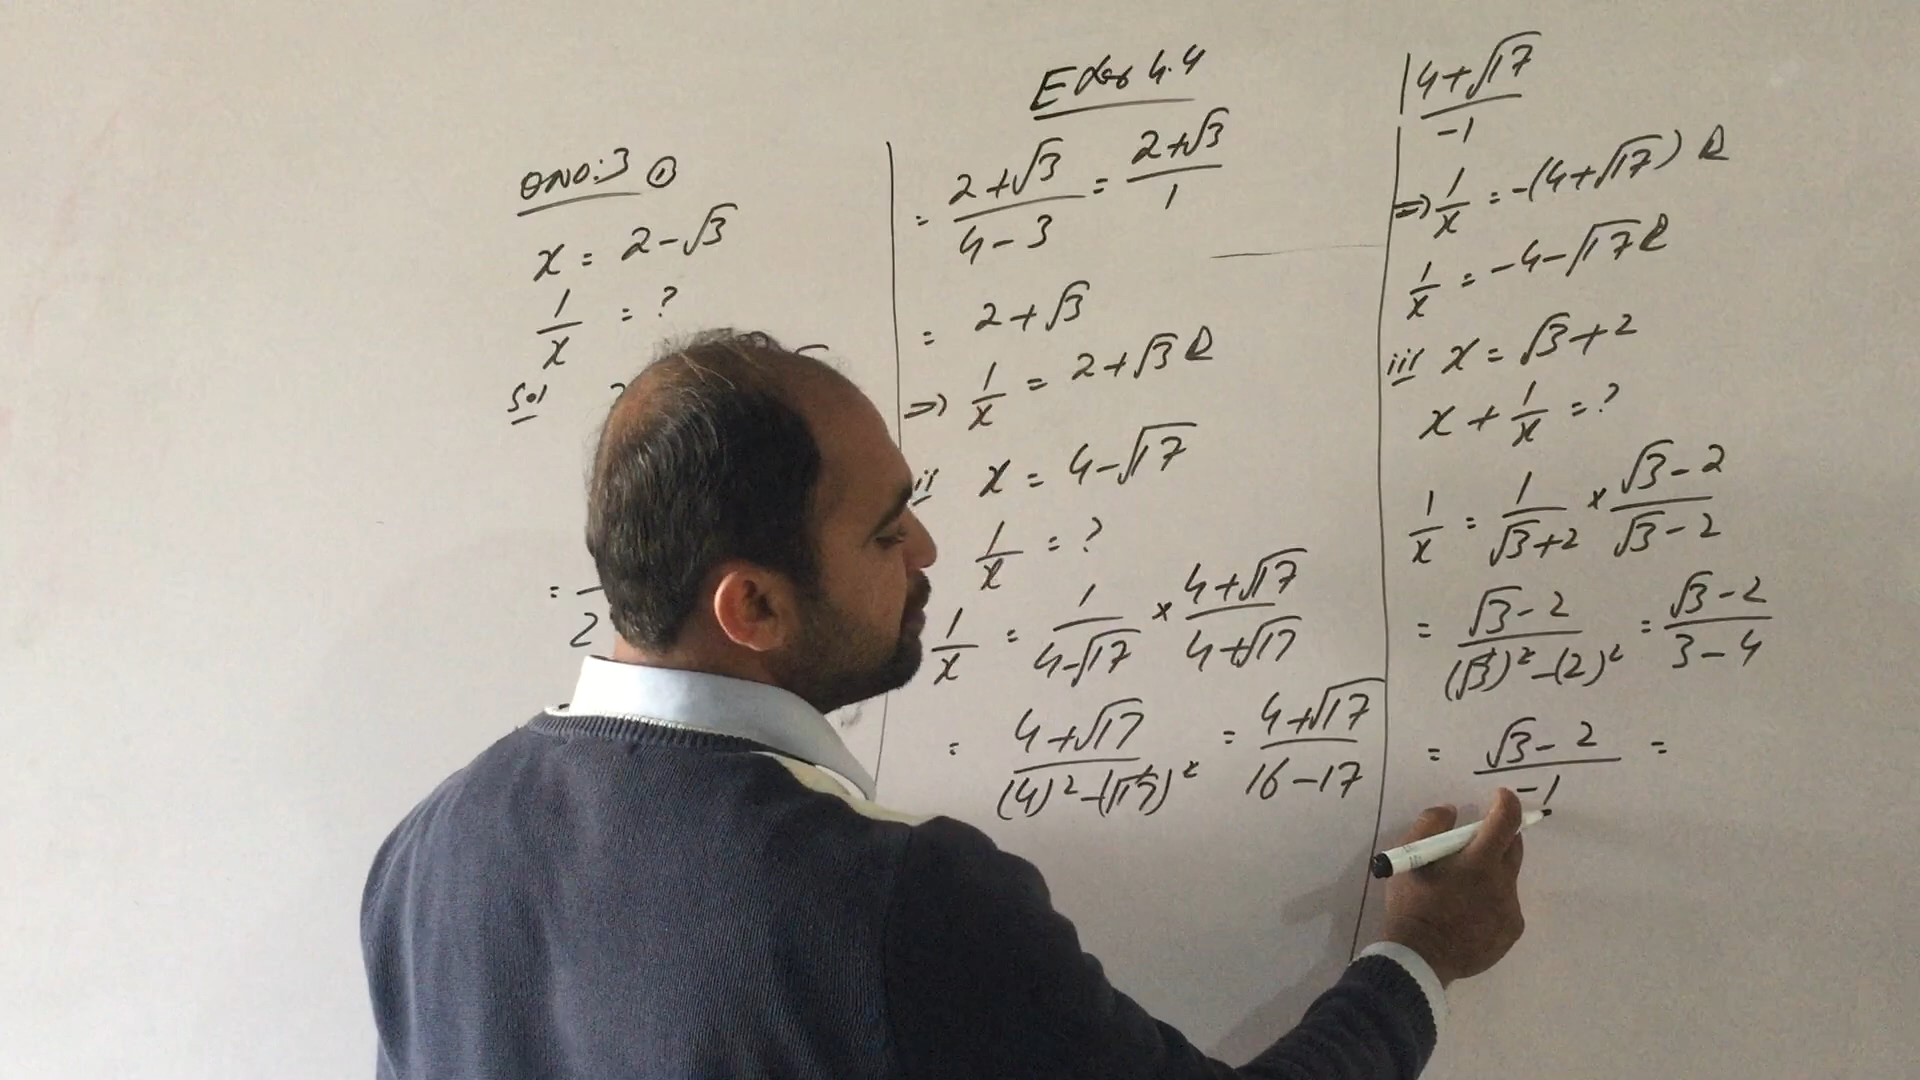 Exer 4.4
QNO:3 (i)
x = 2-√3
1/x = ?
Sol
=
2
= (2+√3)/(4-3) = (2+√3)/1
= 2+√3
=> 1/x = 2+√3 R
ii x = 4-√17
1/x = ?
1/x = 1/(4-√17) × (4+√17)/(4+√17)
= (4+√17)/((4)²-(√17)²) = (4+√17)/(16-17)
(4+√17)/-1
=> 1/x = -(4+√17) R
1/x = -4-√17 R
iii x = √3+2
x + 1/x = ?
1/x = 1/(√3+2) × (√3-2)/(√3-2)
= (√3-2)/((√3)²-(2)²) = (√3-2)/(3-4)
= (√3-2)/-1 =